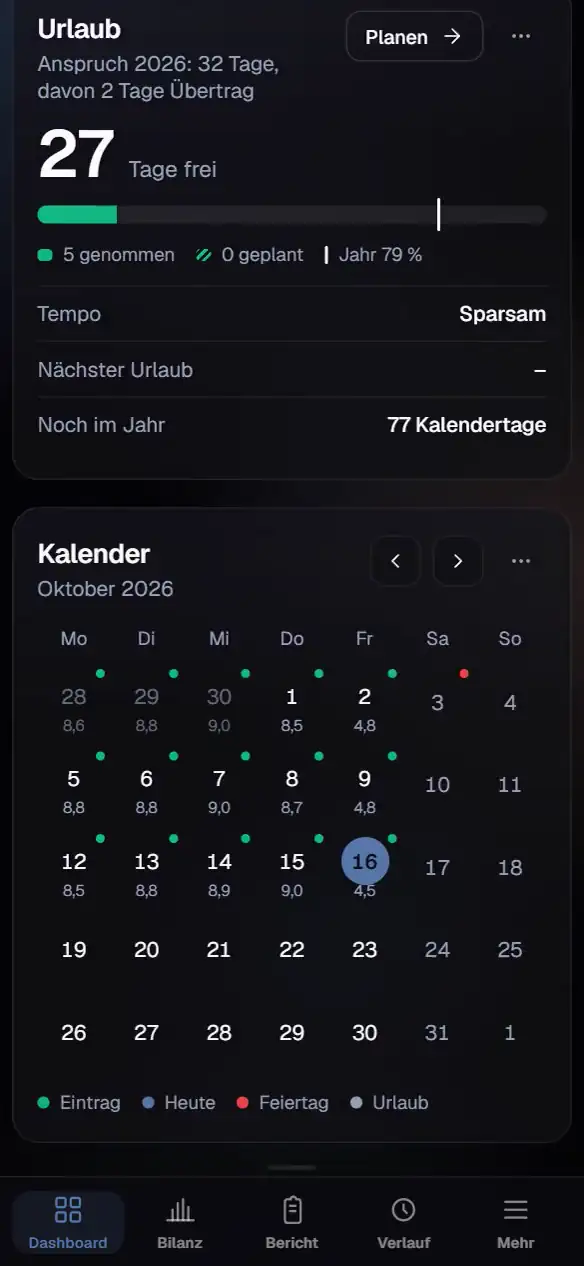 Urlaub
Planen →
···
Anspruch 2026: 32 Tage,
davon 2 Tage Übertrag
27 Tage frei
5 genommen 0 geplant Jahr 79 %
Tempo Sparsam
Nächster Urlaub –
Noch im Jahr 77 Kalendertage
Kalender
Oktober 2026
Mo Di Mi Do Fr Sa So
28 29 30 1 2 3 4
8,6 8,8 9,0 8,5 4,8
5 6 7 8 9 10 11
8,8 8,8 9,0 8,7 4,8
12 13 14 15 16 17 18
8,5 8,8 8,9 9,0 4,5
19 20 21 22 23 24 25
26 27 28 29 30 31 1
Eintrag Heute Feiertag Urlaub
Dashboard Bilanz Bericht Verlauf Mehr